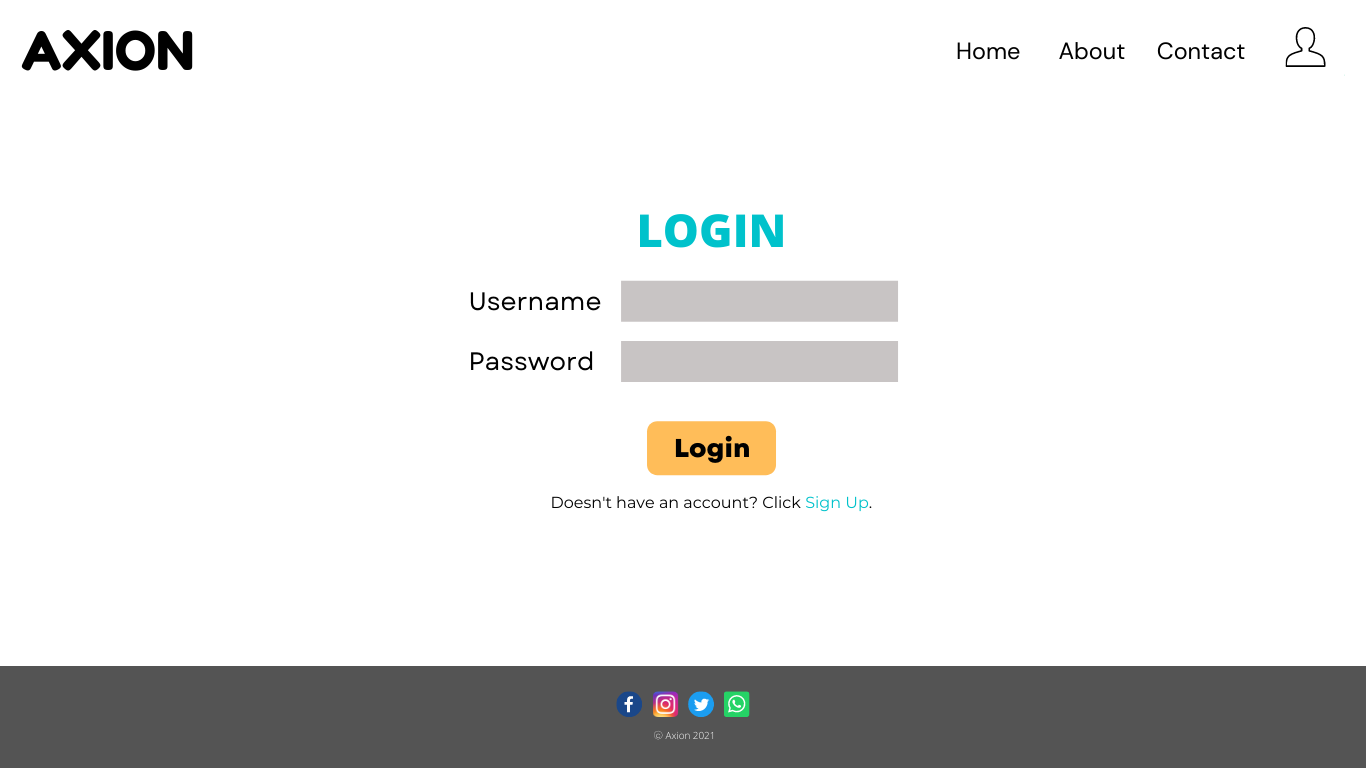 AXION
Home About Contact
LOGIN
Username
Password
Login
Doesn't have an account? Click Sign Up.
© Axion 2021